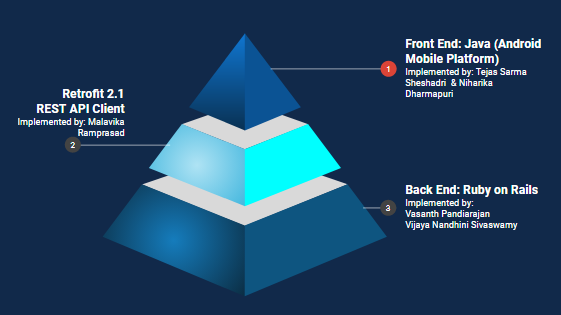 Front End: Java (Android
Mobile Platform)
Implemented by: Tejas Sarma
Sheshadri & Niharika
Dharmapuri
1
Retrofit 2.1
REST API Client
Implemented by: Malavika
Ramprasad
2
Back End: Ruby on Rails
Implemented by:
Vasanth Pandiarajan
Vijaya Nandhini Sivaswamy
3